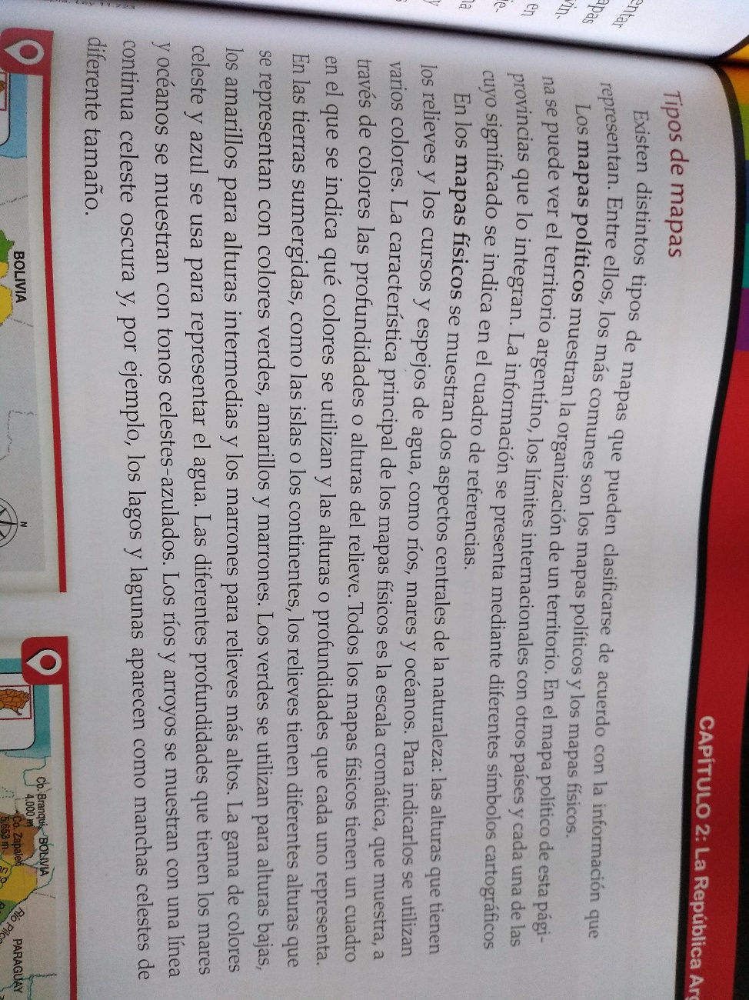 CAPÍTULO 2: La República Ar
Tipos de mapas
Existen distintos tipos de mapas que pueden clasificarse de acuerdo con la información que
representan. Entre ellos, los más comunes son los mapas políticos y los mapas físicos.
Los mapas políticos muestran la organización de un territorio. En el mapa político de esta pági-
na se puede ver el territorio argentino, los límites internacionales con otros países y cada una de las
provincias que lo integran. La información se presenta mediante diferentes símbolos cartográficos
cuyo significado se indica en el cuadro de referencias.
En los mapas físicos se muestran dos aspectos centrales de la naturaleza: las alturas que tienen
los relieves y los cursos y espejos de agua, como ríos, mares y océanos. Para indicarlos se utilizan
varios colores. La característica principal de los mapas físicos es la escala cromática, que muestra, a
través de colores las profundidades o alturas del relieve. Todos los mapas físicos tienen un cuadro
en el que se indica qué colores se utilizan y las alturas o profundidades que cada uno representa.
En las tierras sumergidas, como las islas o los continentes, los relieves tienen diferentes alturas que
se representan con colores verdes, amarillos y marrones. Los verdes se utilizan para alturas bajas,
los amarillos para alturas intermedias y los marrones para relieves más altos. La gama de colores
celeste y azul se usa para representar el agua. Las diferentes profundidades que tienen los mares
y océanos se muestran con tonos celestes-azulados. Los ríos y arroyos se muestran con una línea
continua celeste oscura y, por ejemplo, los lagos y lagunas aparecen como manchas celestes de
diferente tamaño.
BOLIVIA
N
BOLIVIA
Co. Branqui
4.000 m
Co. Zapaleri
5.653 m
PARAGUAY
entar
apas
vin-
en
ie-
na
y